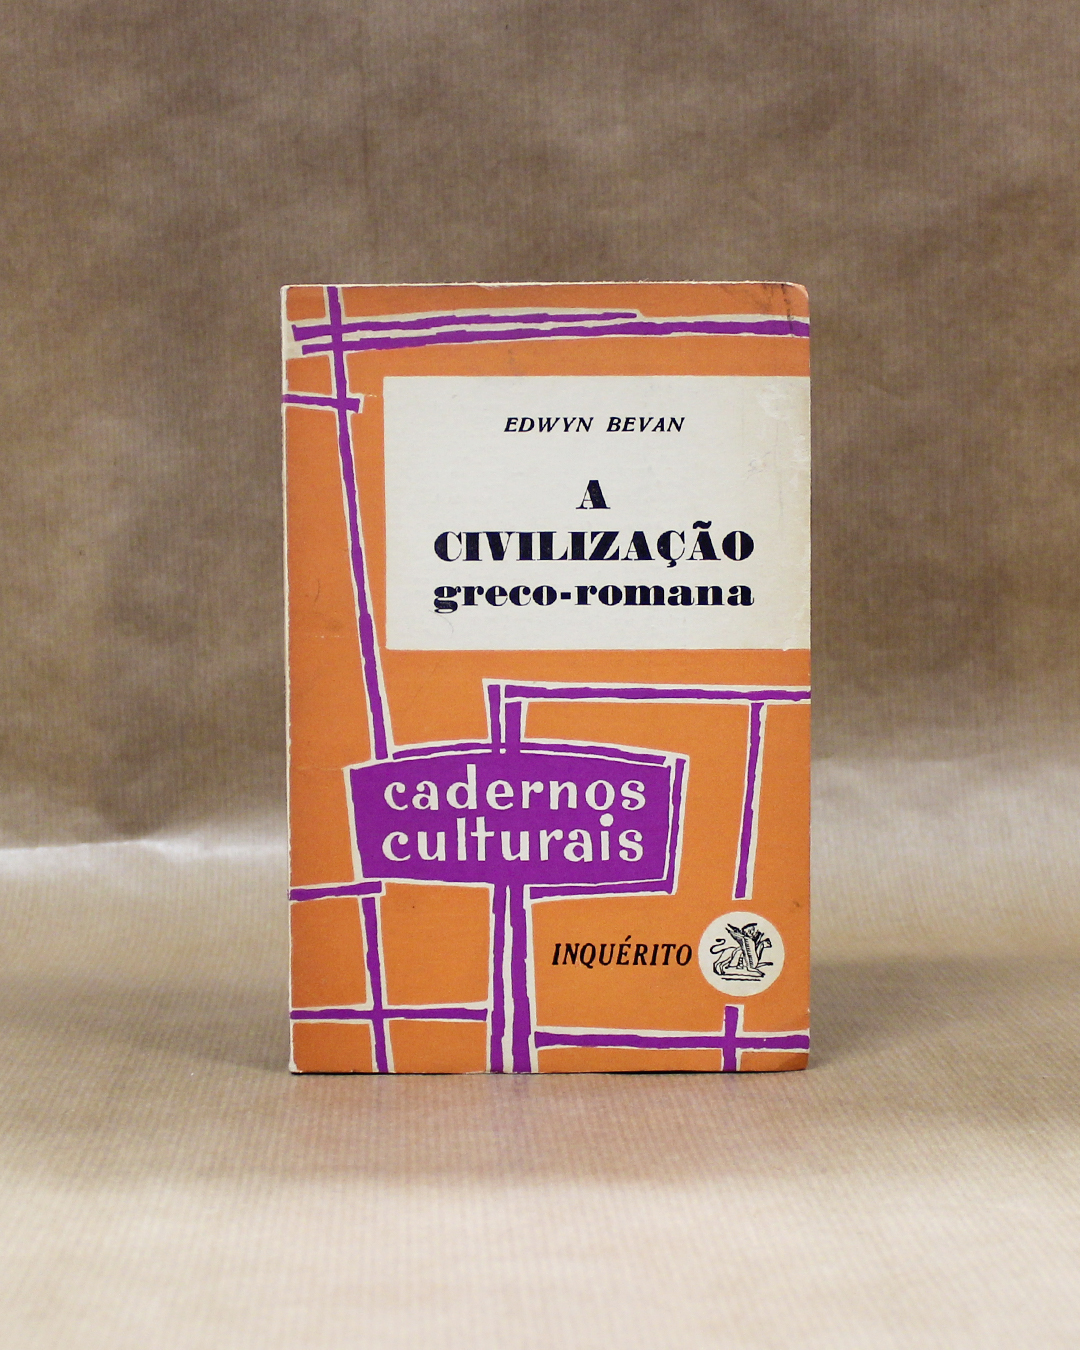 EDWYN BEVAN
A
CIVILIZAÇÃO
greco-romana
cadernos
culturais
INQUÉRITO